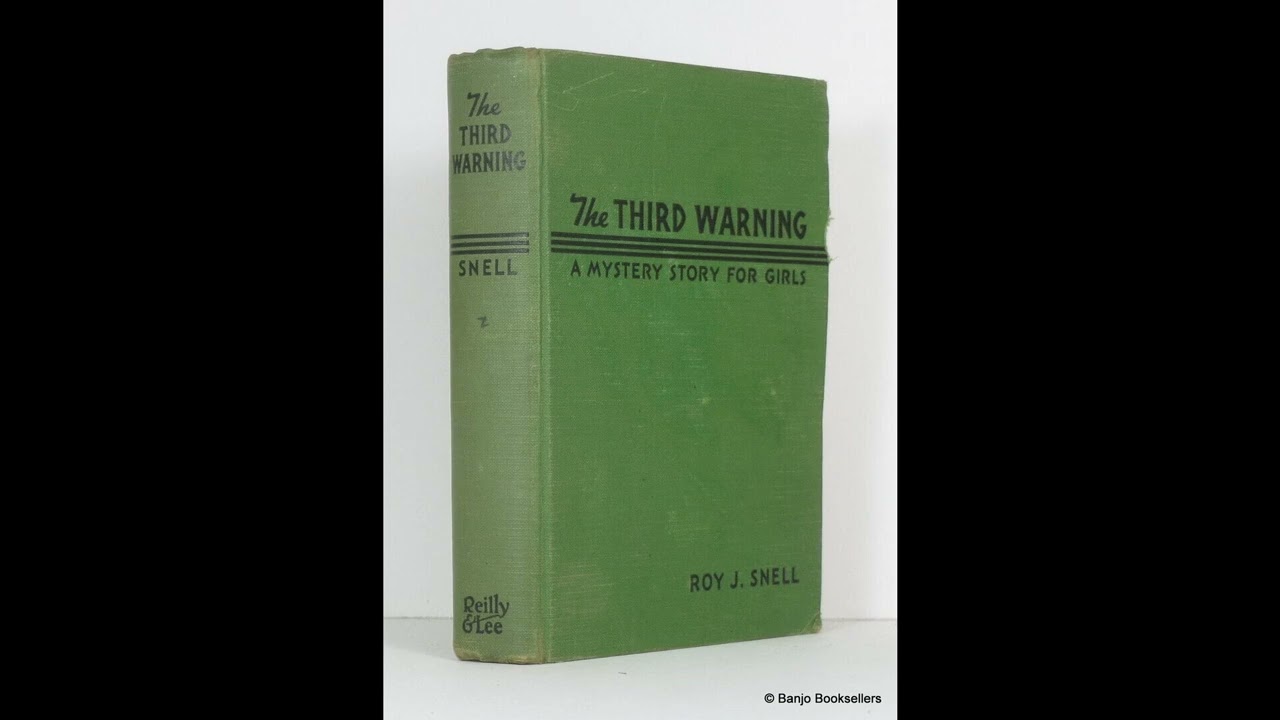 The
THIRD
WARNING
SNELL
Reilly
& Lee
The THIRD WARNING
A MYSTERY STORY FOR GIRLS
ROY J. SNELL
© Banjo Booksellers